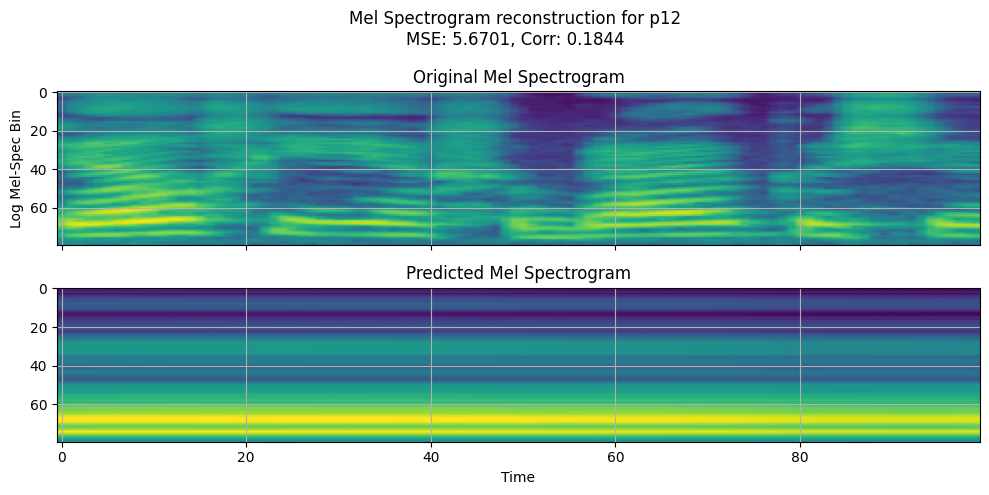 Mel Spectrogram reconstruction for p12
MSE: 5.6701, Corr: 0.1844
Original Mel Spectrogram
0
20
40
60
Log Mel-Spec Bin
Predicted Mel Spectrogram
0
20
40
60
0 20 40 60 80
Time